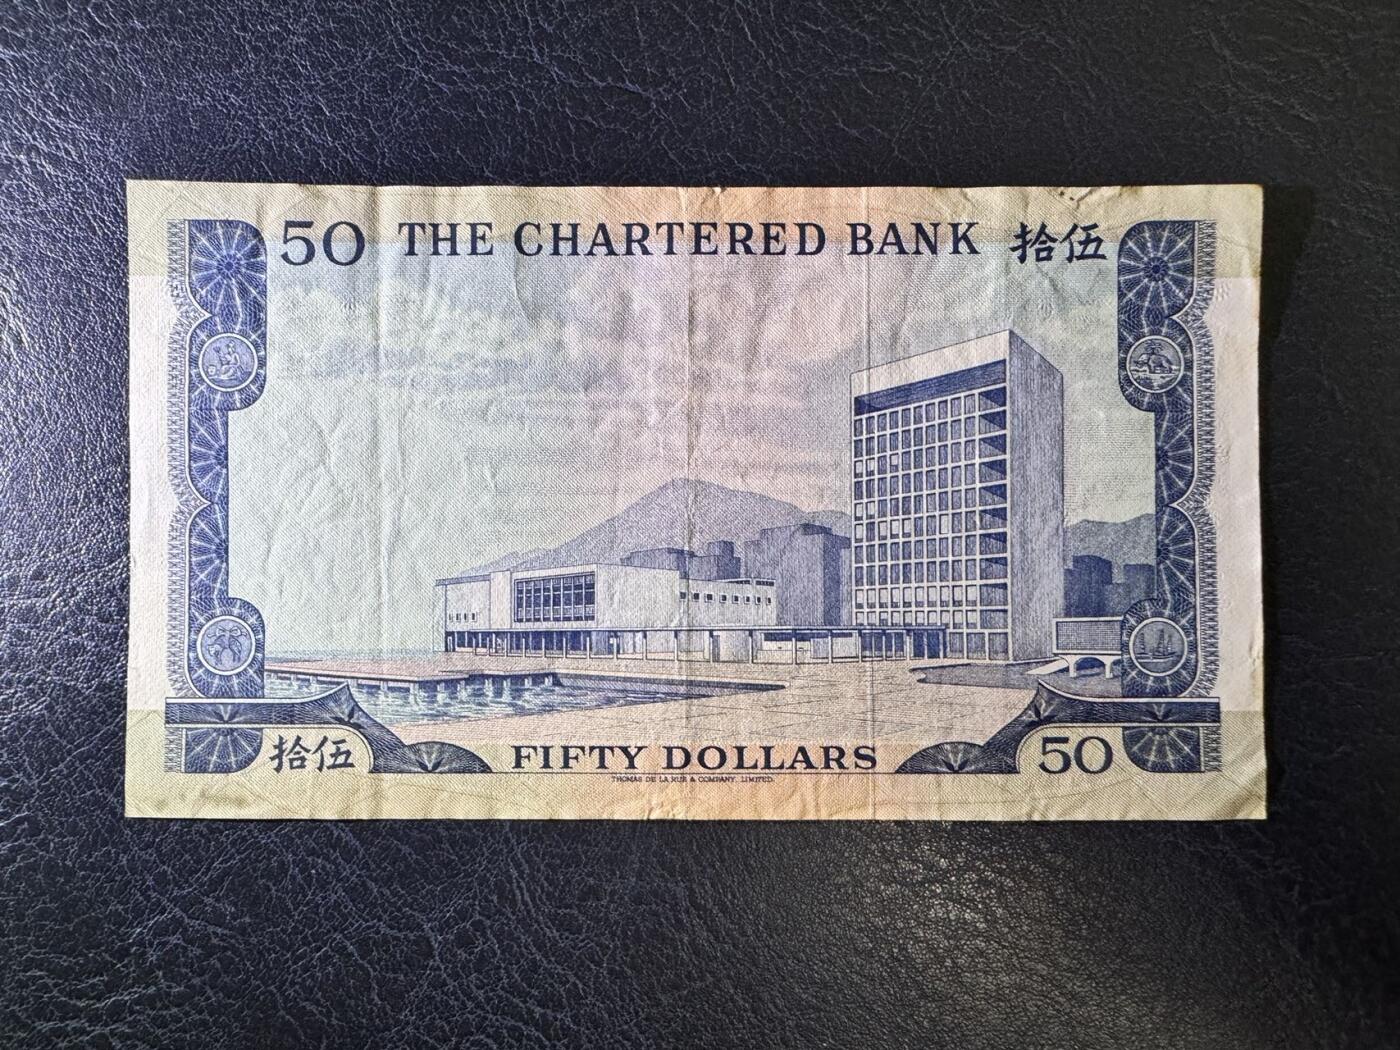 50 THE CHARTERED BANK 拾伍
拾伍 FIFTY DOLLARS 50
THOMAS DE LA RUE & COMPANY, LIMITED.